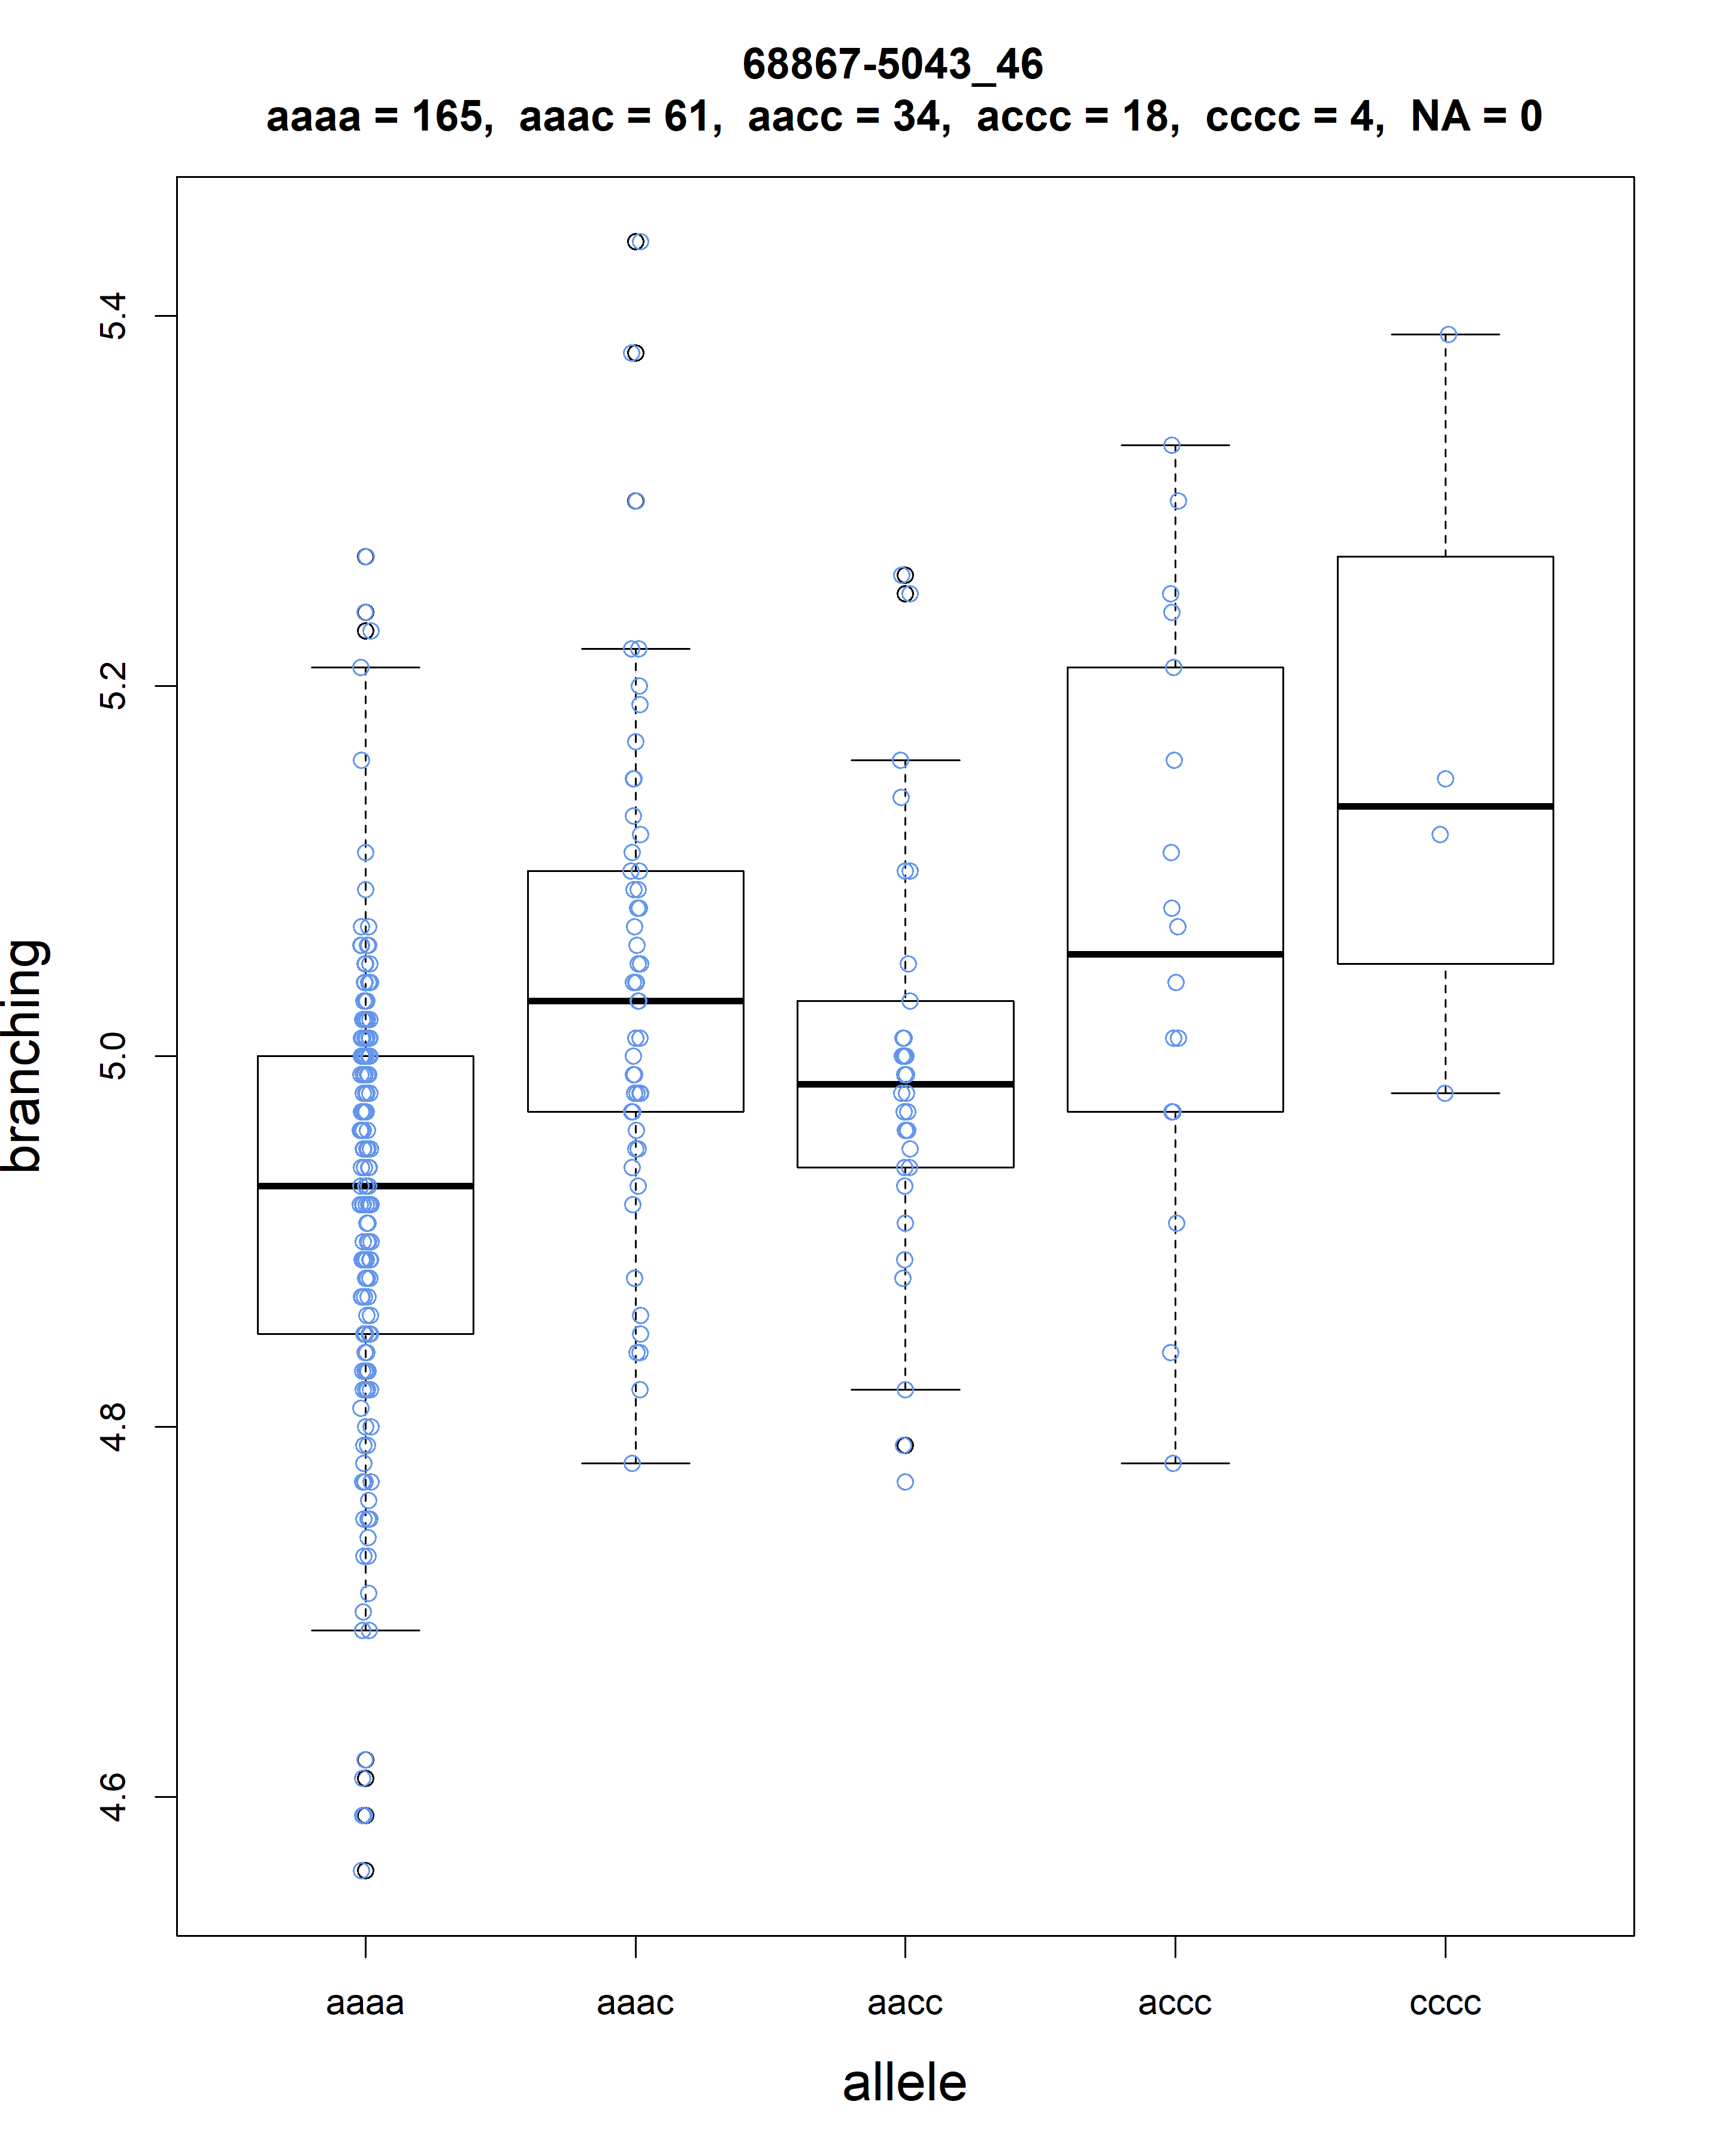 68867-5043_46
aaaa = 165,  aaac = 61,  aacc = 34,  accc = 18,  cccc = 4,  NA = 0
5.4
5.2
5.0
4.8
4.6
branching
aaaa aaac aacc accc cccc
allele